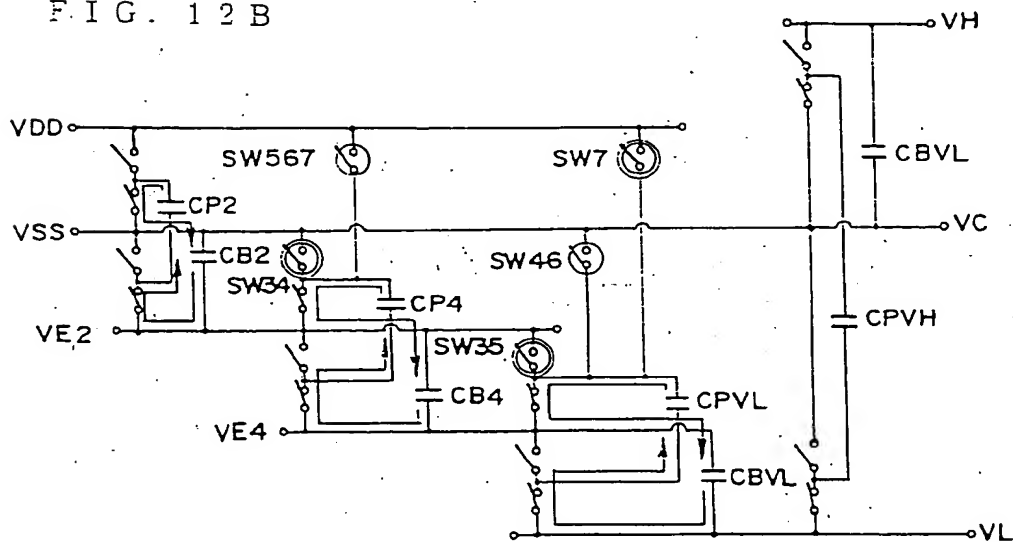 FIG. 12B
VH
VDD
SW567
SW7
CBVL
CP2
VSS
VC
CB2
SW46
SW34
CP4
VE2
SW35
CPVH
CB4
CPVL
VE4
CBVL
VL